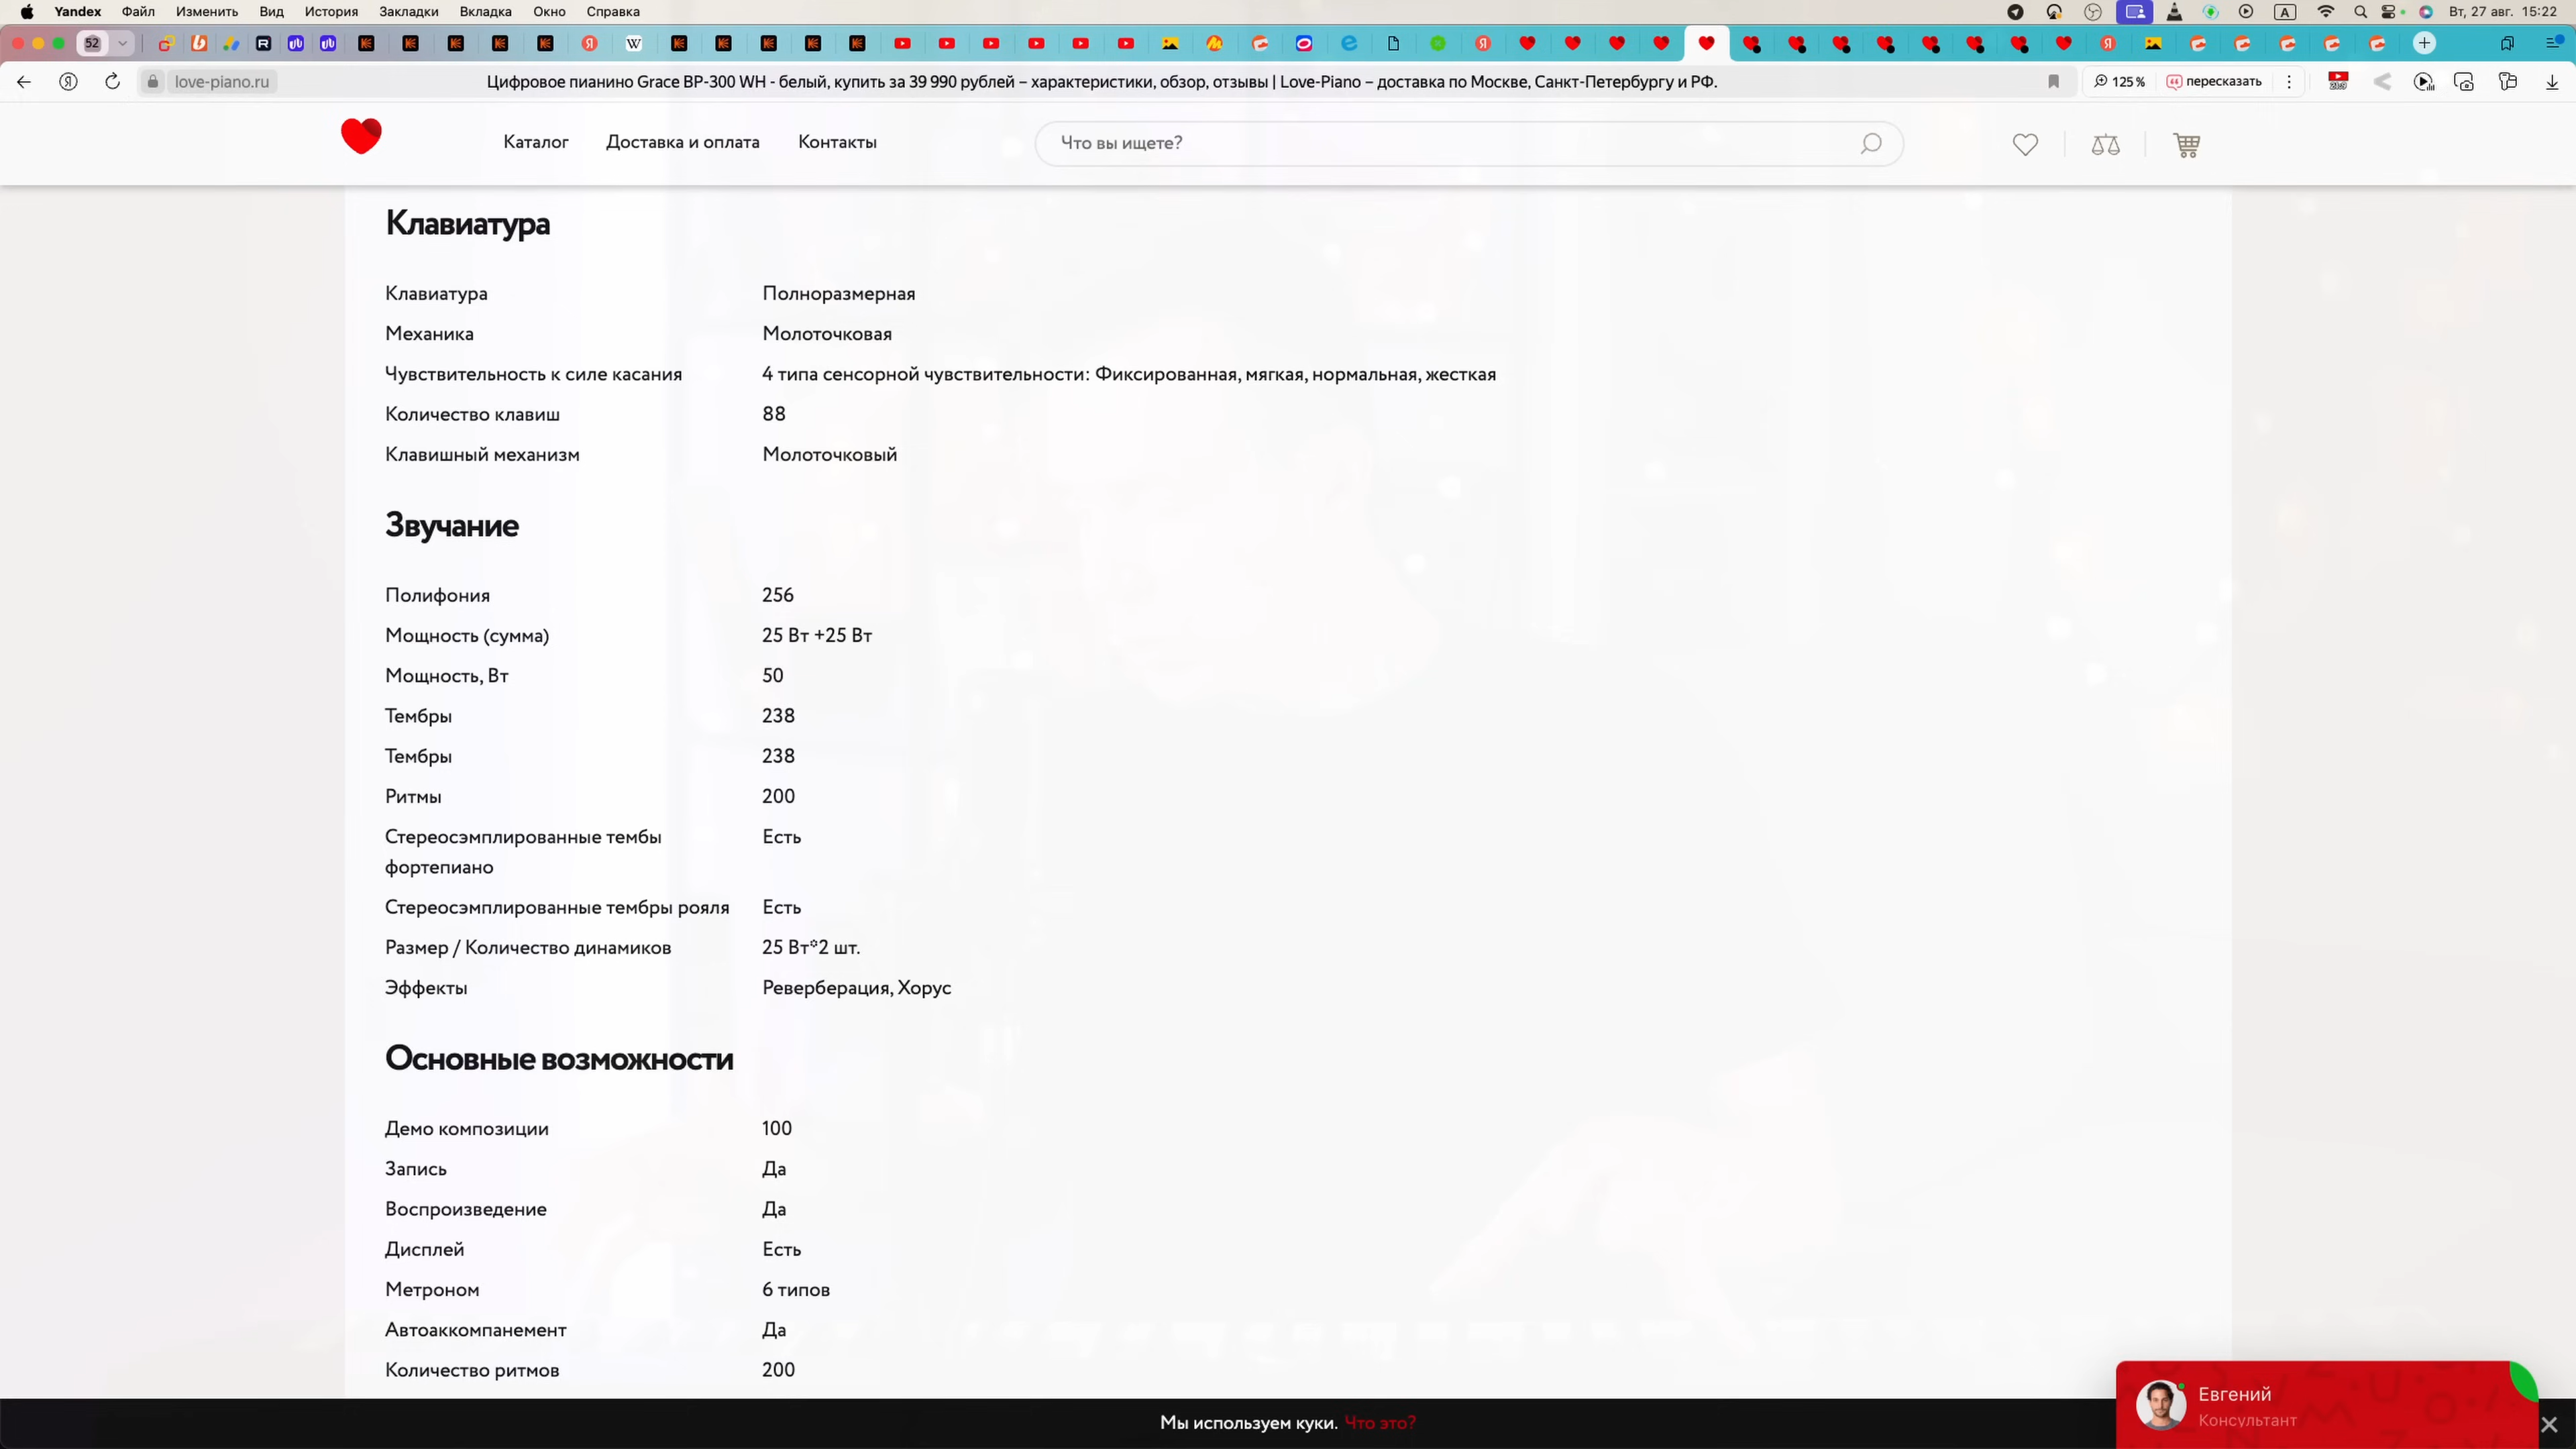 Yandex Файл Изменить Вид История Закладки Вкладка Окно Справка A Вт, 27 авг. 15:22
52
love-piano.ru Цифровое пианино Grace BP-300 WH - белый, купить за 39 990 рублей – характеристики, обзор, отзывы | Love-Piano – доставка по Москве, Санкт-Петербургу и РФ. 125 % пересказать
Каталог Доставка и оплата Контакты Что вы ищете?
Клавиатура
Клавиатура Полноразмерная
Механика Молоточковая
Чувствительность к силе касания 4 типа сенсорной чувствительности: Фиксированная, мягкая, нормальная, жесткая
Количество клавиш 88
Клавишный механизм Молоточковый
Звучание
Полифония 256
Мощность (сумма) 25 Вт +25 Вт
Мощность, Вт 50
Тембры 238
Тембры 238
Ритмы 200
Стереосэмплированные тембы Есть
фортепиано
Стереосэмплированные тембры рояля Есть
Размер / Количество динамиков 25 Вт*2 шт.
Эффекты Реверберация, Хорус
Основные возможности
Демо композиции 100
Запись Да
Воспроизведение Да
Дисплей Есть
Метроном 6 типов
Автоаккомпанемент Да
Количество ритмов 200
Мы используем куки. Что это?
Евгений
Консультант